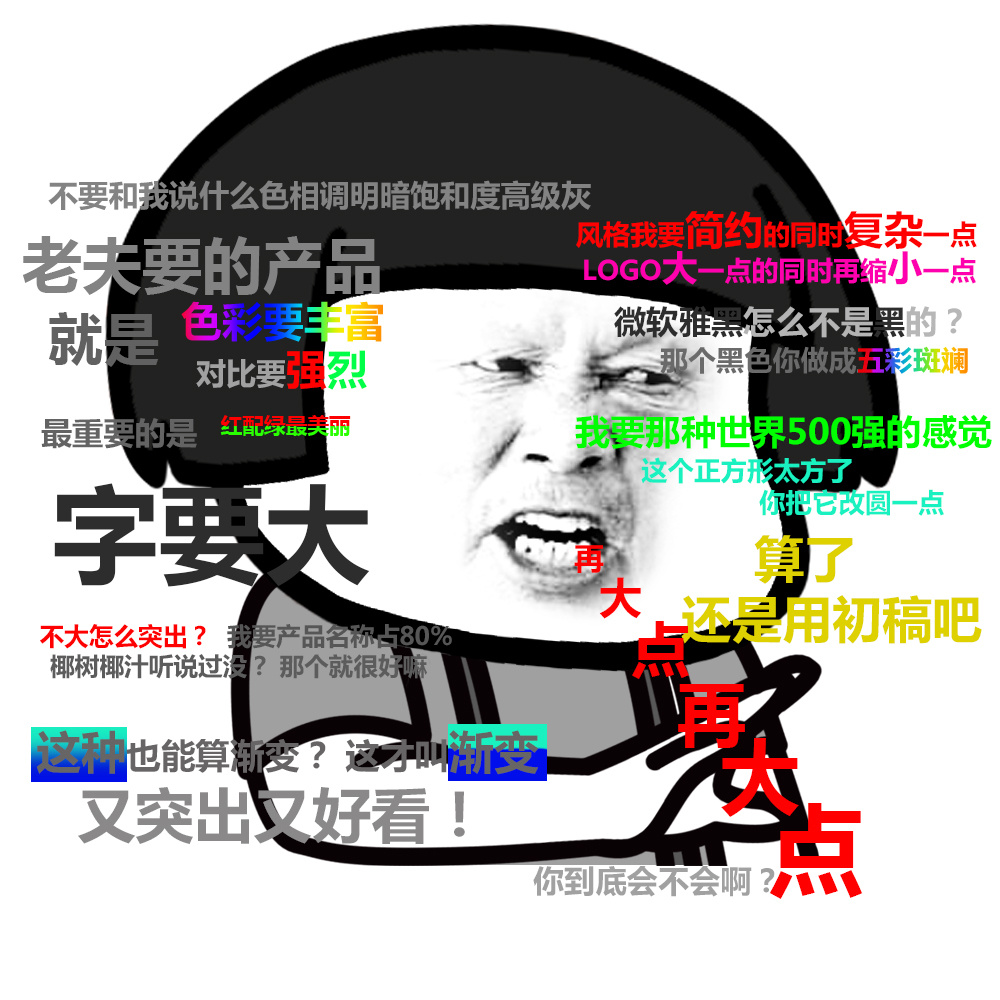 不要和我说什么色相调明暗饱和度高级灰
老夫要的产品
就是
色彩要丰富
对比要强烈
最重要的是
红配绿最美丽
字要大
不大怎么突出？
我要产品名称占80%
椰树椰汁听说过没？ 那个就很好嘛
这种也能算渐变？ 这才叫渐变
又突出又好看！
风格我要简约的同时复杂一点
LOGO大一点的同时再缩小一点
微软雅黑怎么不是黑的？
那个黑色你做成五彩斑斓
我要那种世界500强的感觉
这个正方形太方了
你把它改圆一点
算了
还是用初稿吧
再
大
点
再
大
点
你到底会不会啊？